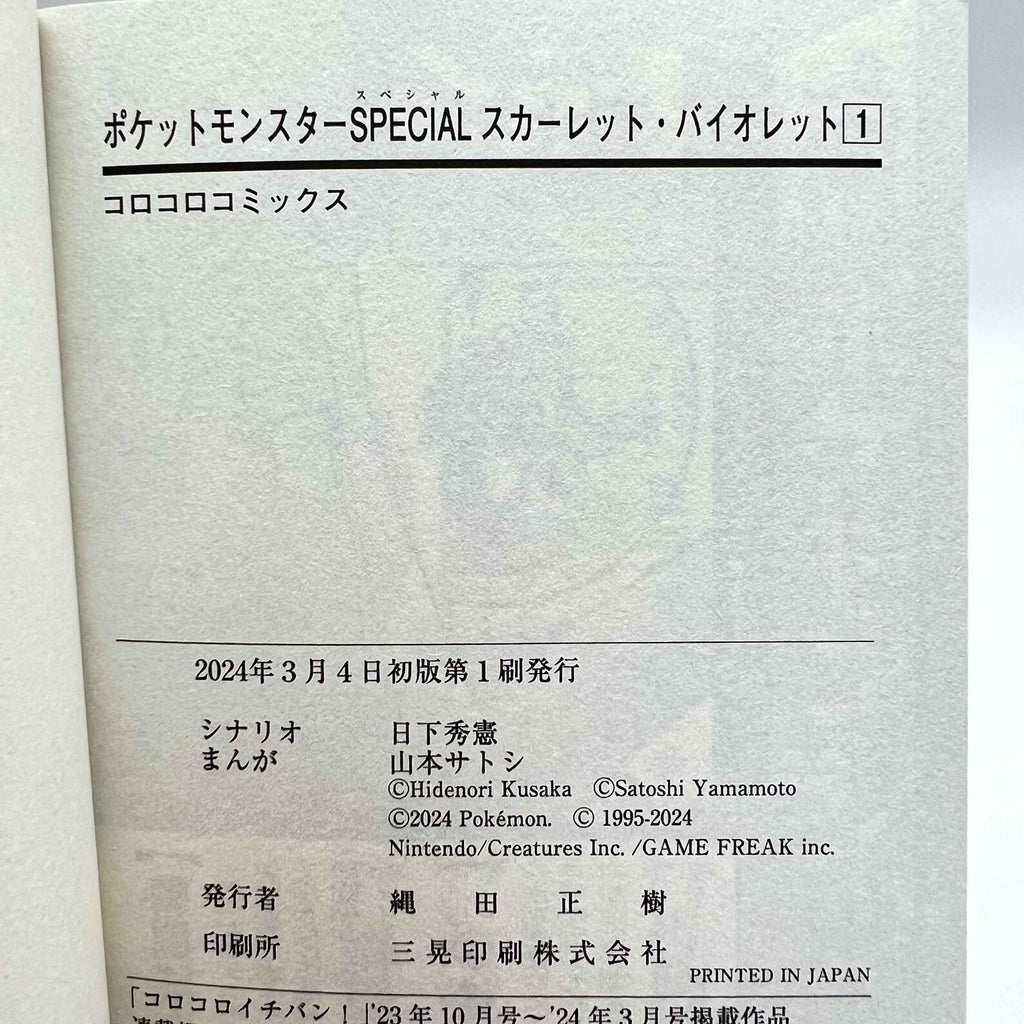 スペシャル
ポケットモンスターSPECIAL スカーレット・バイオレット 1
コロコロコミックス
2024年3月4日初版第1刷発行
シナリオ 日下秀憲
まんが 山本サトシ
©Hidenori Kusaka ©Satoshi Yamamoto
©2024 Pokémon. © 1995-2024
Nintendo/Creatures Inc. /GAME FREAK inc.
発行者 縄田正樹
印刷所 三晃印刷株式会社
PRINTED IN JAPAN
「コロコロイチバン!」'23年10月号~'24年3月号掲載作品